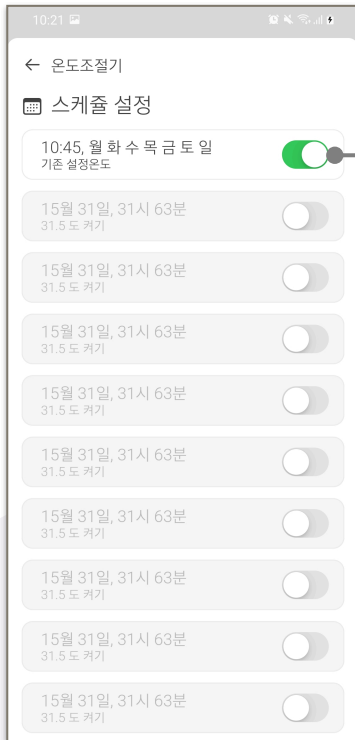 10:21
← 온도조절기
스케쥴 설정
10:45, 월 화 수 목 금 토 일
기존 설정온도
15월 31일, 31시 63분
31.5 도 켜기
15월 31일, 31시 63분
31.5 도 켜기
15월 31일, 31시 63분
31.5 도 켜기
15월 31일, 31시 63분
31.5 도 켜기
15월 31일, 31시 63분
31.5 도 켜기
15월 31일, 31시 63분
31.5 도 켜기
15월 31일, 31시 63분
31.5 도 켜기
15월 31일, 31시 63분
31.5 도 켜기
15월 31일, 31시 63분
31.5 도 켜기